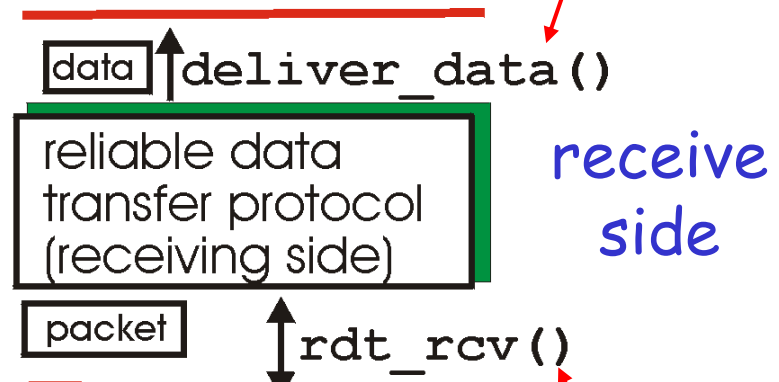 data deliver_data()
reliable data
transfer protocol
(receiving side)
receive
side
packet rdt_rcv()